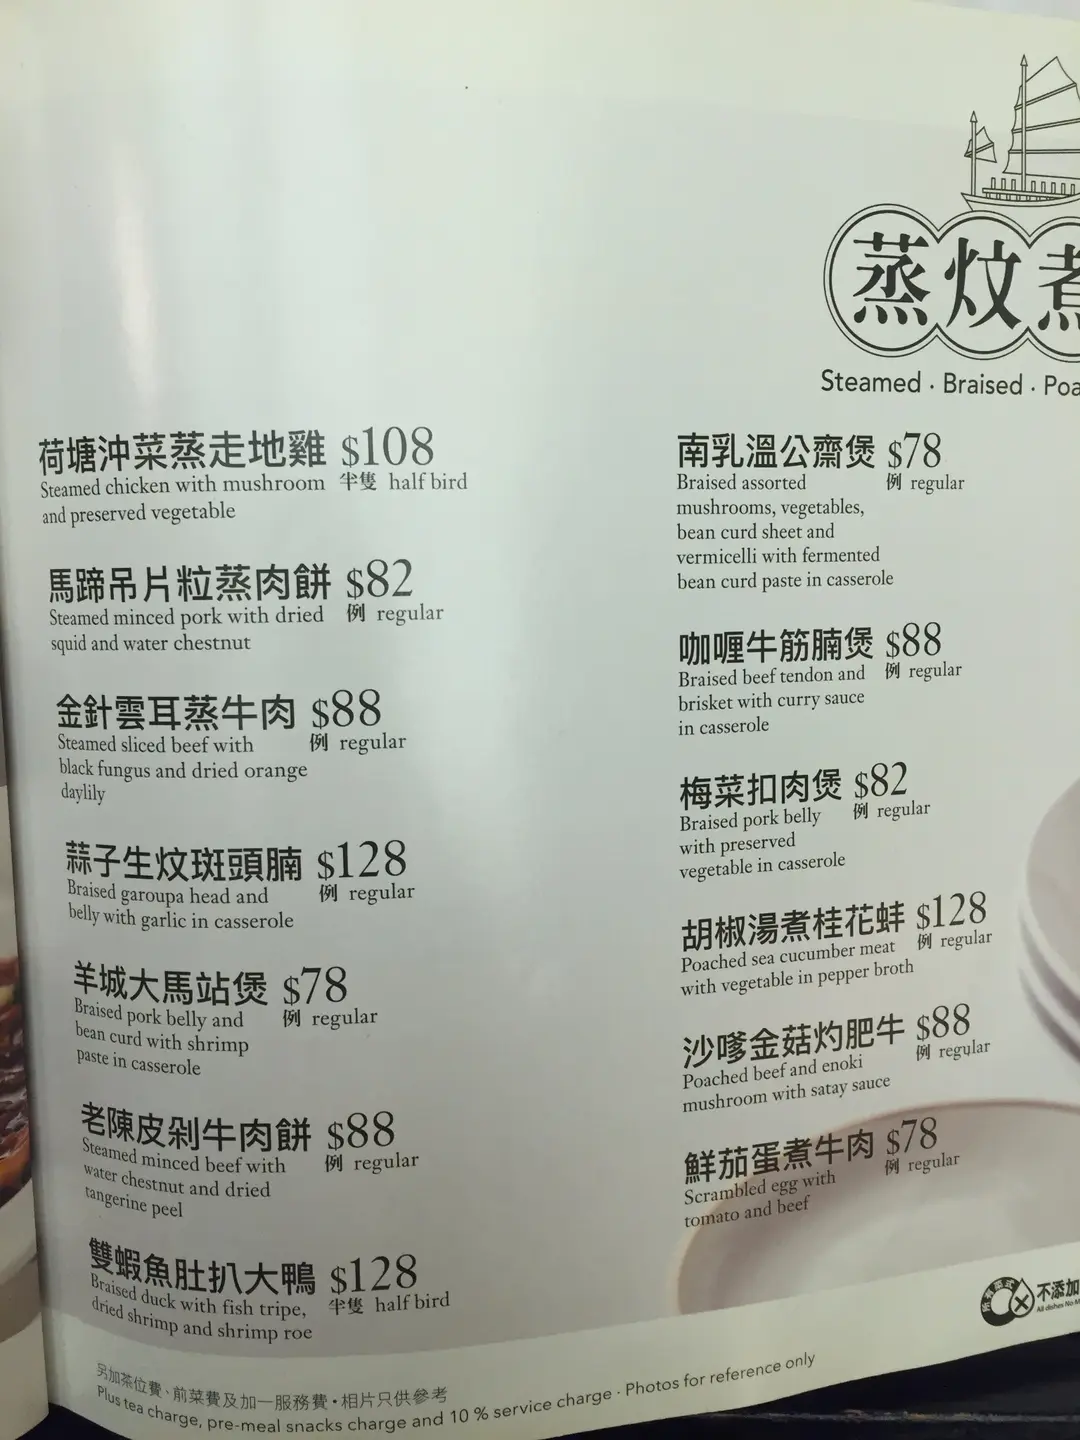 蒸炆煮
Steamed · Braised ·
荷塘沖菜蒸走地雞 $108
Steamed chicken with mushroom 半隻 half bird
and preserved vegetable
馬蹄吊片粒蒸肉餅 $82
Steamed minced pork with dried 例 regular
squid and water chestnut
金針雲耳蒸牛肉 $88
Steamed sliced beef with 例 regular
black fungus and dried orange
daylily
蒜子生炆斑頭腩 $128
Braised garoupa head and 例 regular
belly with garlic in casserole
羊城大馬站煲 $78
Braised pork belly and 例 regular
bean curd with shrimp
paste in casserole
老陳皮剁牛肉餅 $88
Steamed minced beef with 例 regular
water chestnut and dried
tangerine peel
雙蝦魚肚扒大鴨 $128
Braised duck with fish tripe, 半隻 half bird
dried shrimp and shrimp roe
南乳溫公齋煲 $78
Braised assorted 例 regular
mushrooms, vegetables,
bean curd sheet and
vermicelli with fermented
bean curd paste in casserole
咖喱牛筋腩煲 $88
Braised beef tendon and 例 regular
brisket with curry sauce
in casserole
梅菜扣肉煲 $82
Braised pork belly 例 regular
with preserved
vegetable in casserole
胡椒湯煮桂花蚌 $128
Poached sea cucumber meat 例 regular
with vegetable in pepper broth
沙嗲金菇灼肥牛 $88
Poached beef and enoki 例 regular
mushroom with satay sauce
鮮茄蛋煮牛肉 $78
Scrambled egg with 例 regular
tomato and beef
不添加
All dishes No
另加茶位費、前菜費及加一服務費・相片只供參考
Plus tea charge, pre-meal snacks charge and 10 % service charge · Photos for reference only